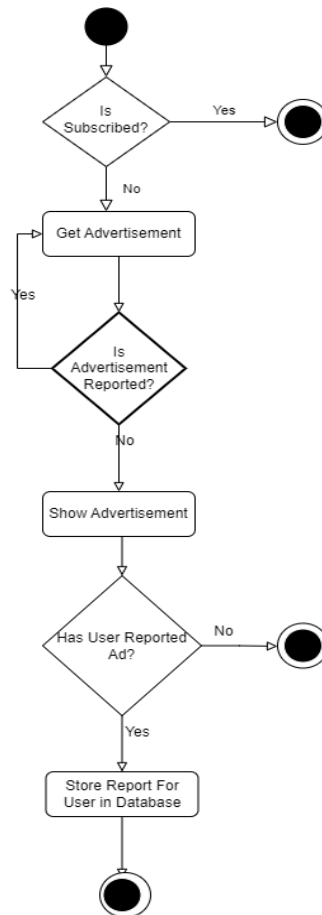 Is
Subscribed?
Yes
No
Get Advertisement
Yes
Is
Advertisement
Reported?
No
Show Advertisement
Has User Reported
Ad?
No
Yes
Store Report For
User in Database